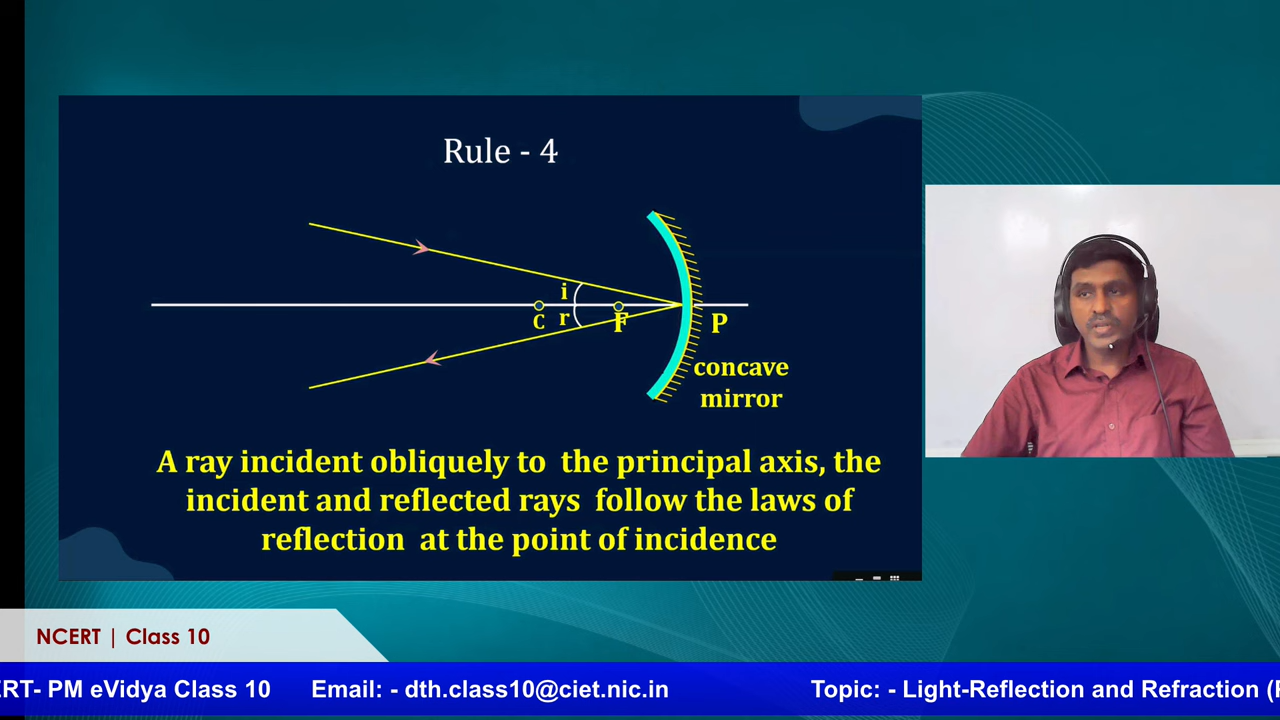 Rule - 4
i
C r F P
concave
mirror
A ray incident obliquely to the principal axis, the
incident and reflected rays follow the laws of
reflection at the point of incidence
NCERT | Class 10
ERT- PM eVidya Class 10 Email: - dth.class10@ciet.nic.in Topic: - Light-Reflection and Refraction (